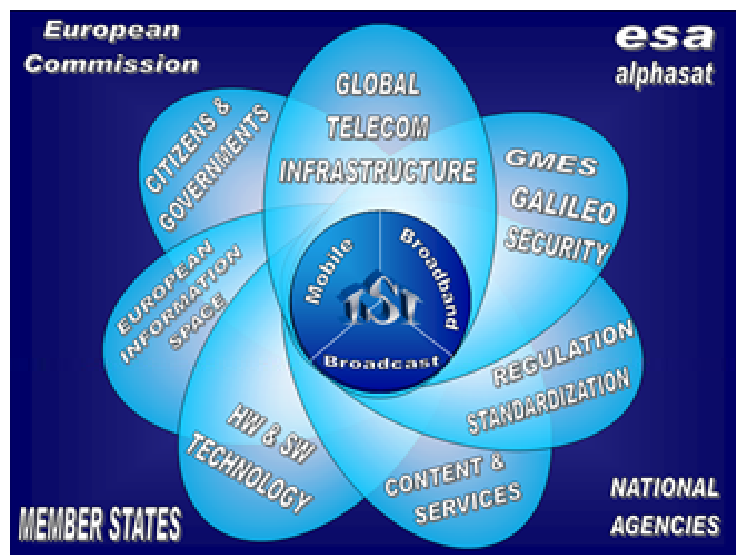 European
Commission
esa
alphasat
GLOBAL
TELECOM
INFRASTRUCTURE
CITIZENS &
GOVERNMENTS
GMES
GALILEO
SECURITY
EUROPEAN
INFORMATION
SPACE
Mobile
Broadband
ISI
Broadcast
REGULATION
STANDARDIZATION
HW & SW
TECHNOLOGY
CONTENT &
SERVICES
MEMBER STATES
NATIONAL
AGENCIES